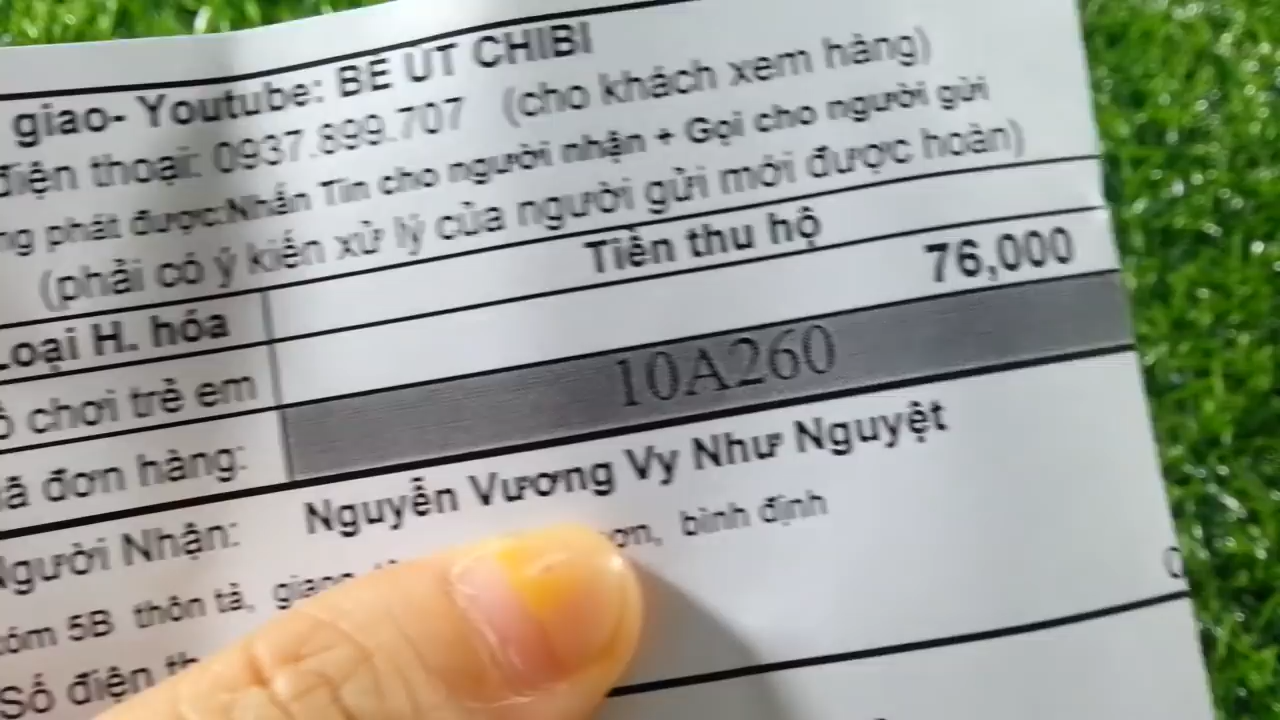 giao- Youtube: BE UT CHIBI
điện thoại: 0937.899.707 (cho khách xem hàng)
phát được:Nhắn Tin cho người nhận + Gọi cho người gửi
(phải có ý kiến xử lý của người gửi mới được hoàn)
Loại H. hóa Tiền thu hộ
chơi trẻ em 76,000
đơn hàng: 10A260
Người Nhận: Nguyễn Vương Vy Như Nguyệt
5B thôn tả, bình định
Số điện